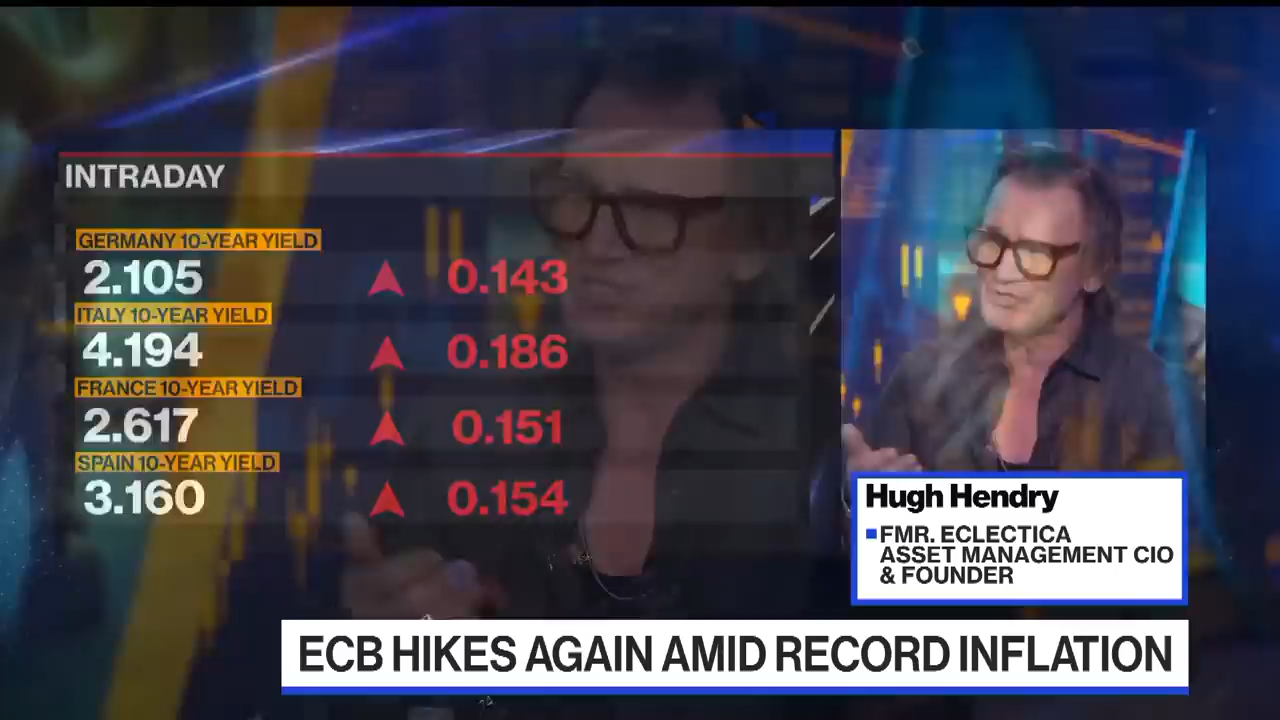 INTRADAY
GERMANY 10-YEAR YIELD
2.105 0.143
ITALY 10-YEAR YIELD
4.194 0.186
FRANCE 10-YEAR YIELD
2.617 0.151
SPAIN 10-YEAR YIELD
3.160 0.154
Hugh Hendry
FMR. ECLECTICA
ASSET MANAGEMENT CIO
& FOUNDER
ECB HIKES AGAIN AMID RECORD INFLATION